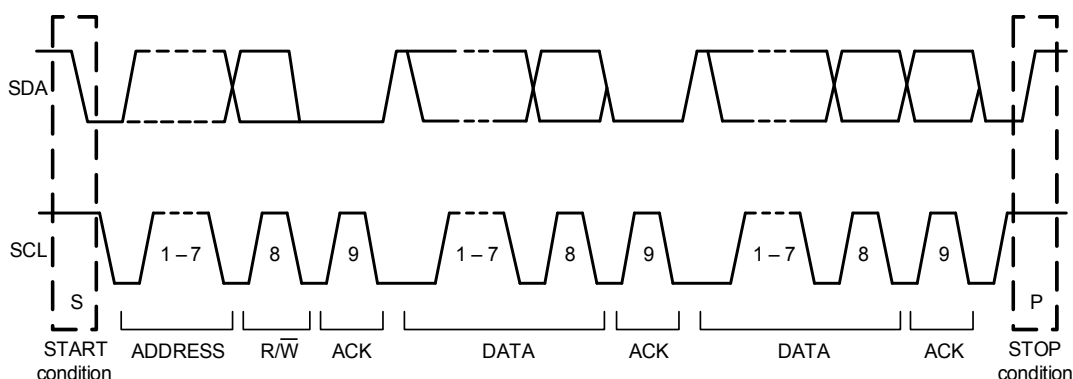 SDA
SCL
1 – 7 8 9 1 – 7 8 9 1 – 7 8 9
S P
START condition ADDRESS R/W̅ ACK DATA ACK DATA ACK STOP condition